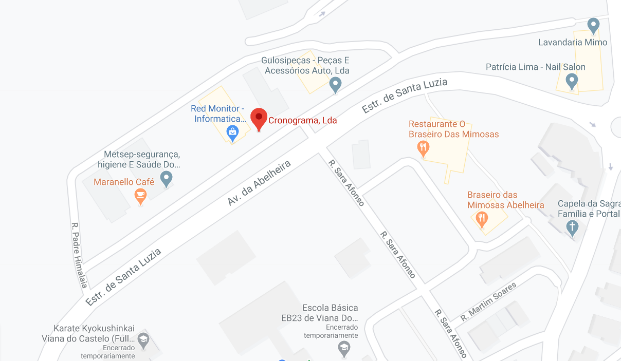 Lavandaria Mimo
Gulosipeças - Peças E
Acessórios Auto, Lda
Patrícia Lima - Nail Salon
Estr. de Santa Luzia
Red Monitor -
Informatica...
Cronograma, Lda
Restaurante O
Braseiro Das Mimosas
Metsep-segurança,
higiene E Saúde Do...
Maranello Café
Av. da Abelheira
R. Sara Afonso
Braseiro das
Mimosas Abelheira
Capela da Sagra
Família e Portal
R. Padre Himalaia
R. Sara Afonso
Estr. de Santa Luzia
R. Martim Soares
R. Sara Afonso
Escola Básica
EB23 de Viana Do...
Encerrado
temporariamente
Karate Kyokushinkai
Viana do Castelo (Full...
Encerrado
temporariamente